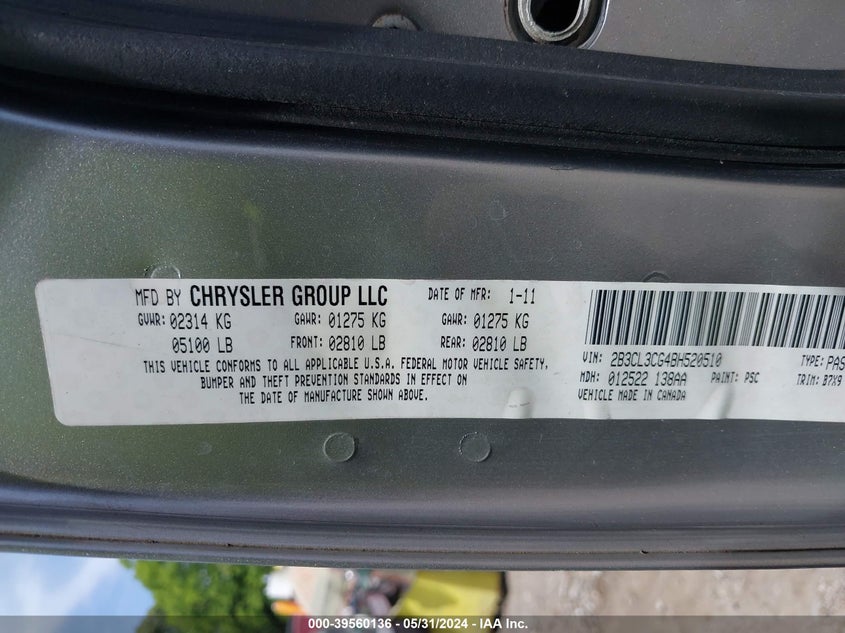 MFD BY CHRYSLER GROUP LLC DATE OF MFR: 1-11
GVWR: 02314 KG GAWR: 01275 KG GAWR: 01275 KG
05100 LB FRONT: 02810 LB REAR: 02810 LB
THIS VEHICLE CONFORMS TO ALL APPLICABLE U.S.A. FEDERAL MOTOR VEHICLE SAFETY,
BUMPER AND THEFT PREVENTION STANDARDS IN EFFECT ON
THE DATE OF MANUFACTURE SHOWN ABOVE.
VIN: 2B3CL3CG4BH520510 TYPE: PAS
MDH: 012522 138AA PAINT: PSC TRIM: B7X9
VEHICLE MADE IN CANADA
000-39560136 - 05/31/2024 - IAA Inc.